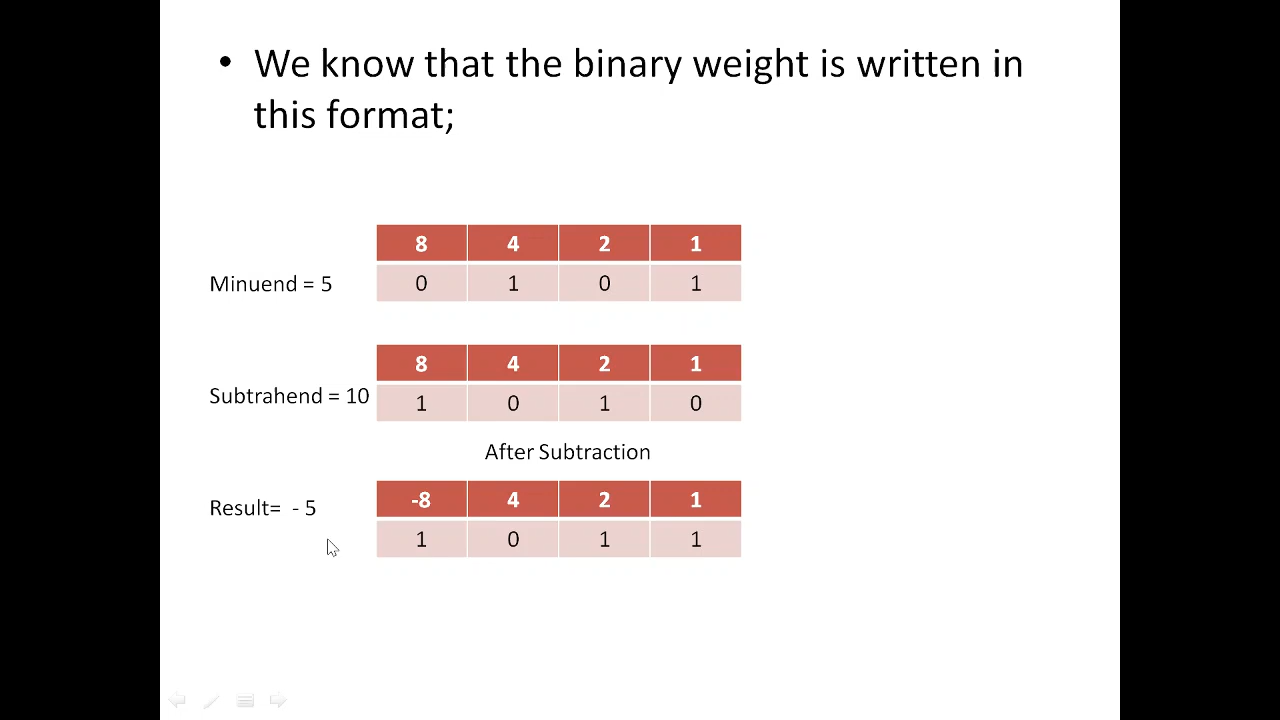 • We know that the binary weight is written in
this format;
8 4 2 1
Minuend = 5 0 1 0 1
8 4 2 1
Subtrahend = 10 1 0 1 0
After Subtraction
-8 4 2 1
Result= - 5
1 0 1 1